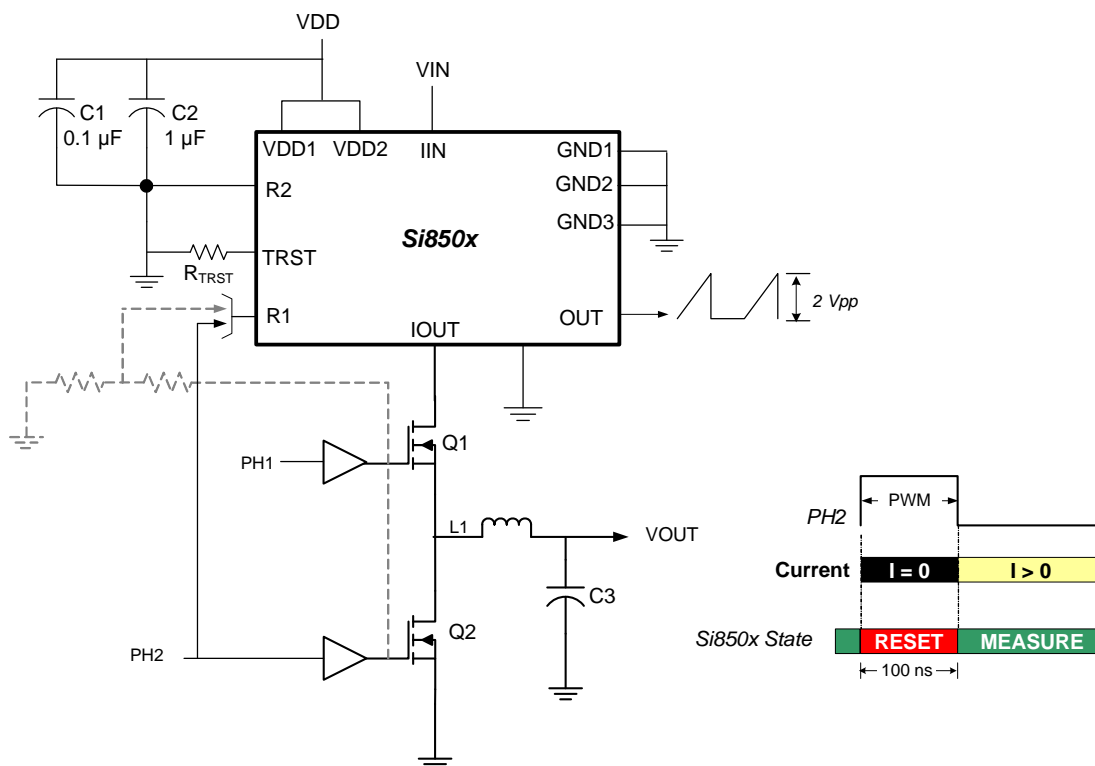 VDD
VIN
C1
0.1 µF
C2
1 µF
VDD1
VDD2
IIN
GND1
GND2
GND3
R2
TRST
R1
Si850x
OUT
IOUT
RTRST
2 Vpp
PH1
Q1
L1
VOUT
C3
PH2
Q2
PH2
PWM
Current
I = 0
I > 0
Si850x State
RESET
MEASURE
100 ns